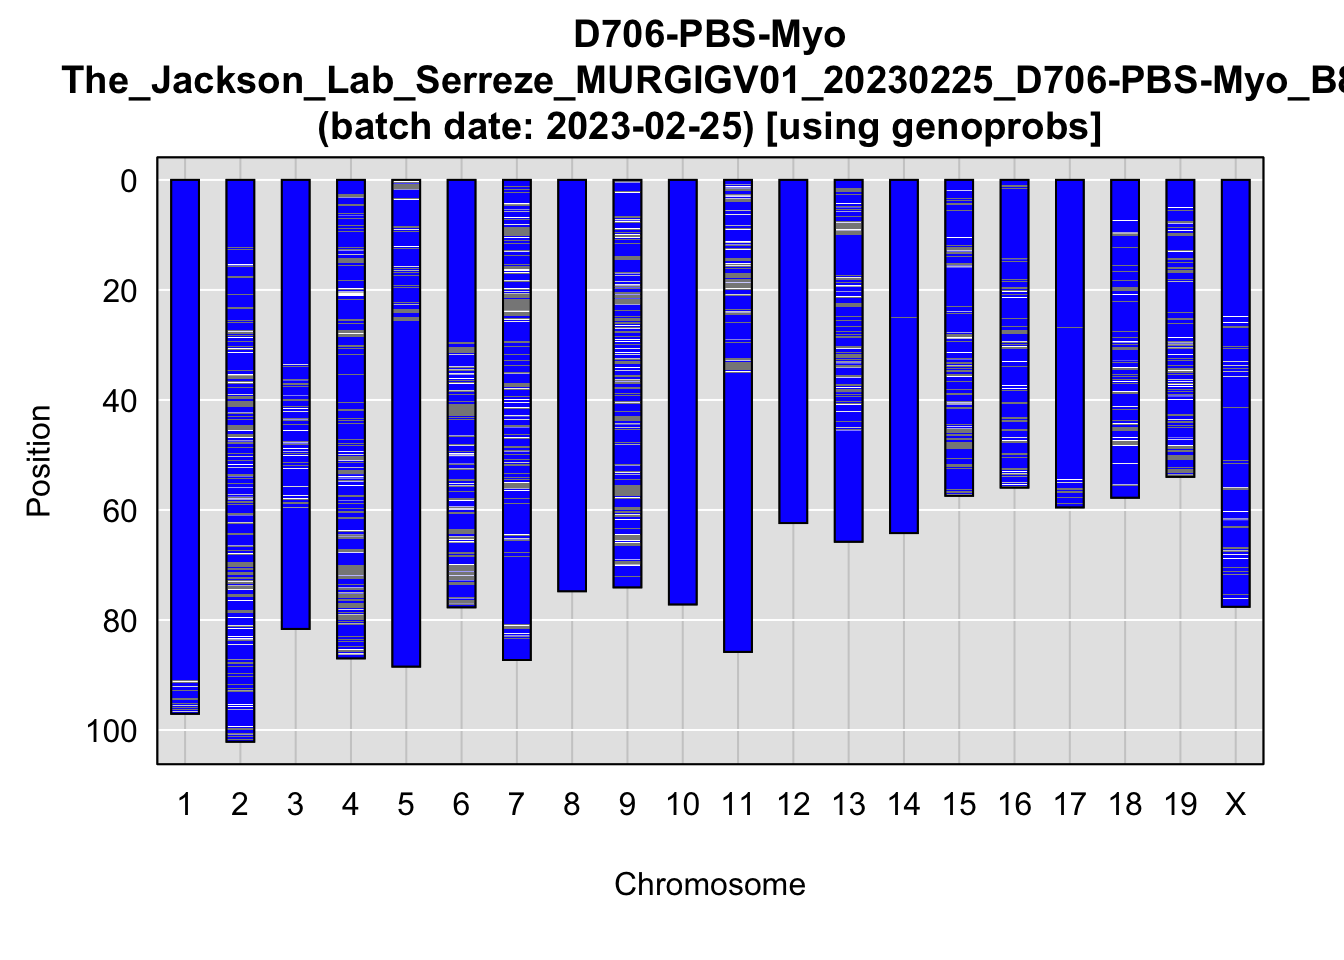 D706-PBS-Myo
The_Jackson_Lab_Serreze_MURGIGV01_20230225_D706-PBS-Myo_B8
(batch date: 2023-02-25) [using genoprobs]
0
20
40
60
80
100
Position
1 2 3 4 5 6 7 8 9 10 11 12 13 14 15 16 17 18 19 X
Chromosome